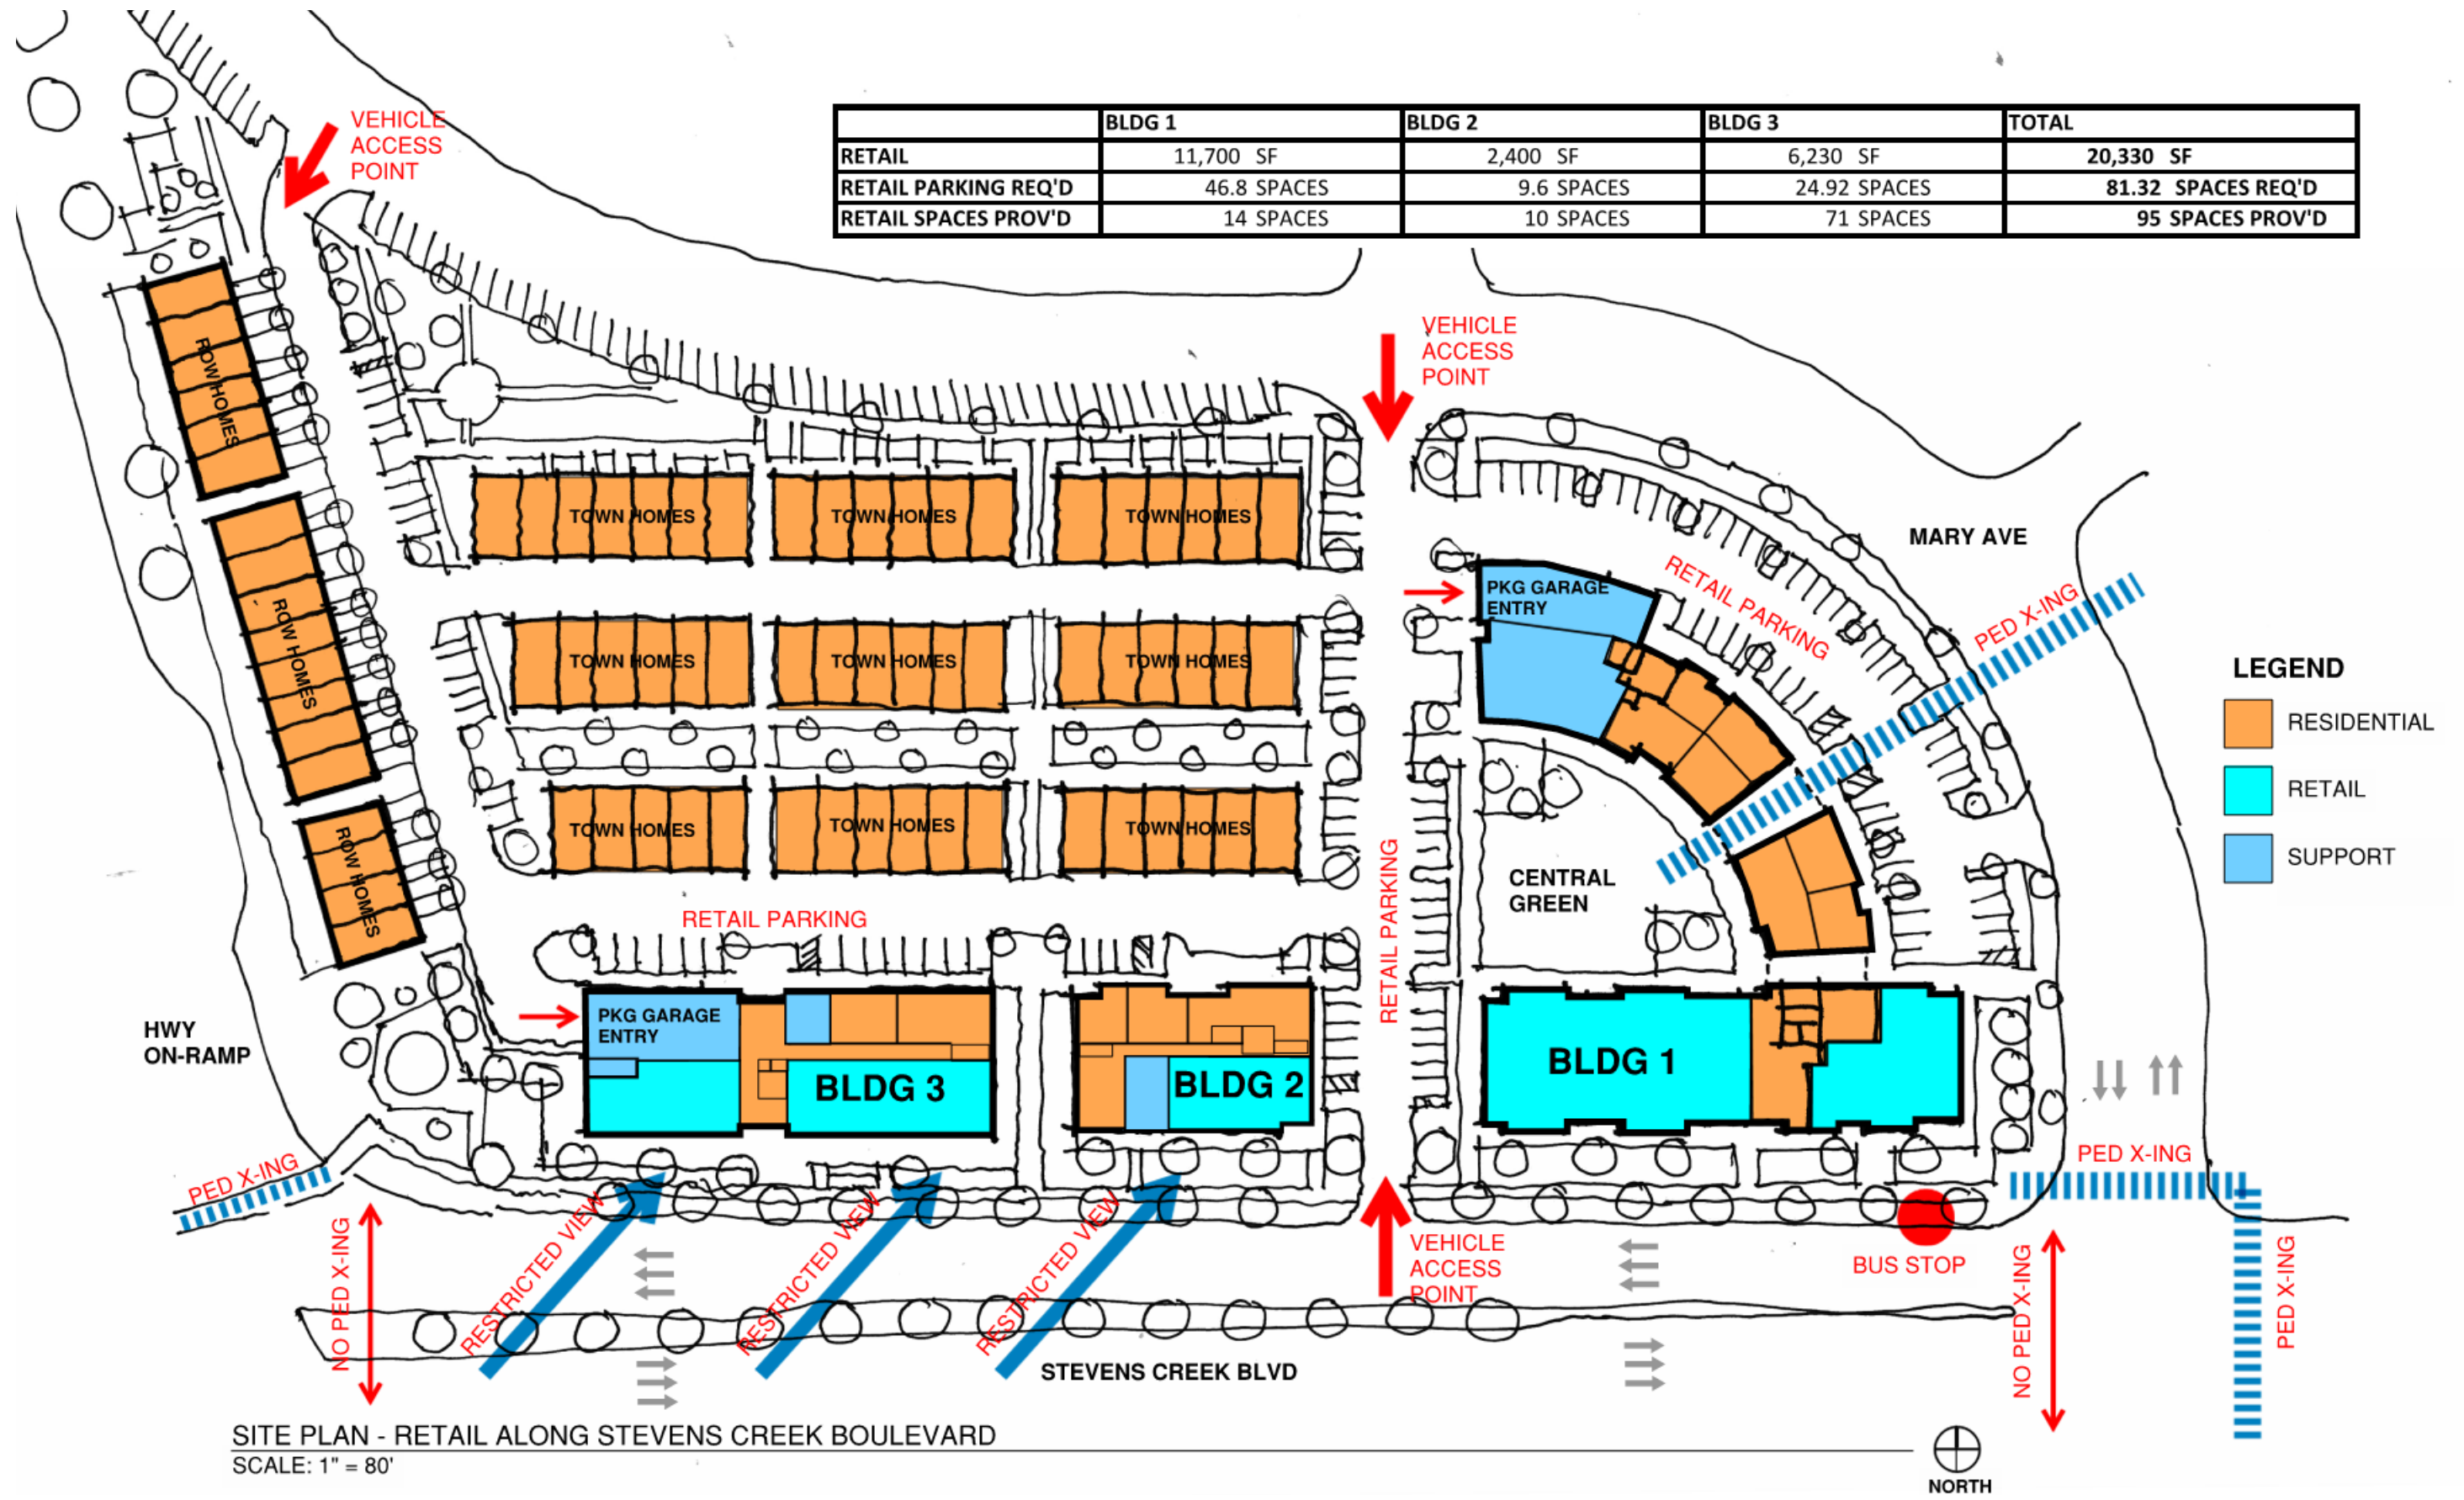 VEHICLE
ACCESS
POINT
BLDG 1 BLDG 2 BLDG 3 TOTAL
RETAIL 11,700 SF 2,400 SF 6,230 SF 20,330 SF
RETAIL PARKING REQ'D 46.8 SPACES 9.6 SPACES 24.92 SPACES 81.32 SPACES REQ'D
RETAIL SPACES PROV'D 14 SPACES 10 SPACES 71 SPACES 95 SPACES PROV'D
VEHICLE
ACCESS
POINT
ROW HOMES
ROW HOMES
ROW HOMES
TOWN HOMES
TOWN HOMES
TOWN HOMES
TOWN HOMES
TOWN HOMES
TOWN HOMES
TOWN HOMES
TOWN HOMES
TOWN HOMES
MARY AVE
PKG GARAGE
ENTRY
RETAIL PARKING
PED X-ING
LEGEND
RESIDENTIAL
RETAIL
SUPPORT
CENTRAL
GREEN
RETAIL PARKING
RETAIL PARKING
HWY
ON-RAMP
PKG GARAGE
ENTRY
BLDG 3
BLDG 2
BLDG 1
PED X-ING
PED X-ING
NO PED X-ING
RESTRICTED VIEW
RESTRICTED VIEW
RESTRICTED VIEW
VEHICLE
ACCESS
POINT
BUS STOP
NO PED X-ING
PED X-ING
STEVENS CREEK BLVD
SITE PLAN - RETAIL ALONG STEVENS CREEK BOULEVARD
SCALE: 1" = 80'
NORTH